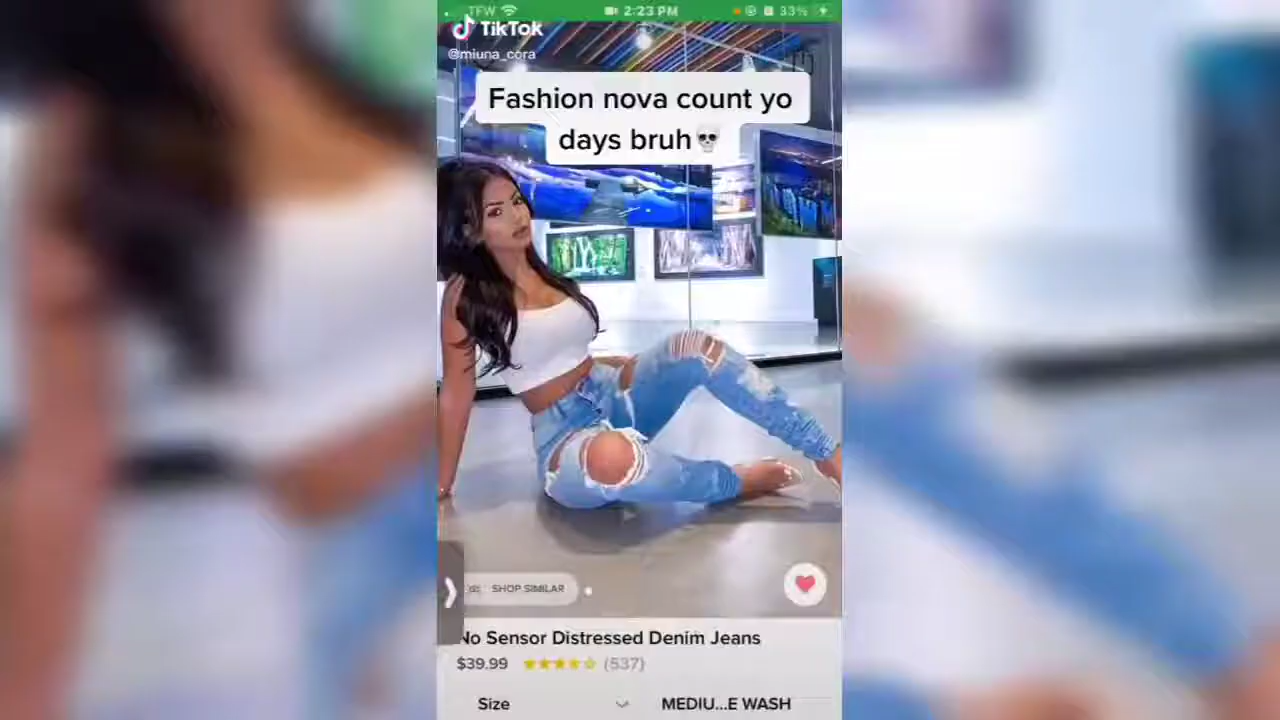 TFW 2:23 PM 33%
TikTok
@miuna_cora
Fashion nova count yo
days bruh💀
SHOP SIMILAR
No Sensor Distressed Denim Jeans
$39.99 (537)
Size MEDIU...E WASH